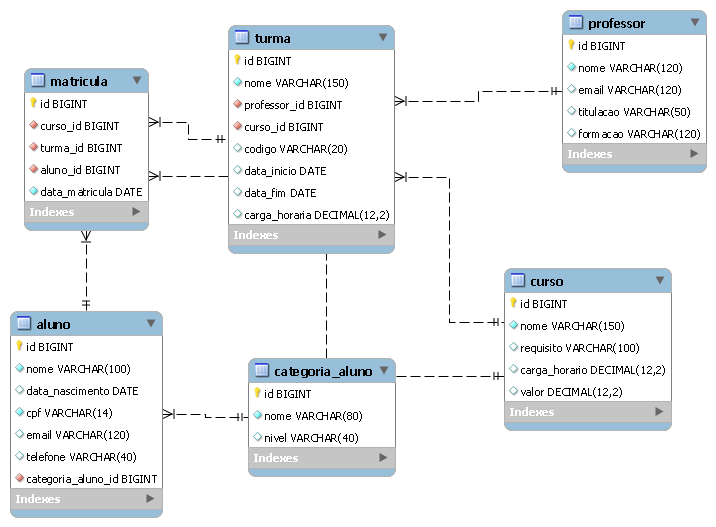 matricula
id BIGINT
curso_id BIGINT
turma_id BIGINT
aluno_id BIGINT
data_matricula DATE
Indexes
turma
id BIGINT
nome VARCHAR(150)
professor_id BIGINT
curso_id BIGINT
codigo VARCHAR(20)
data_inicio DATE
data_fim DATE
carga_horaria DECIMAL(12,2)
Indexes
professor
id BIGINT
nome VARCHAR(120)
email VARCHAR(120)
titulacao VARCHAR(50)
formacao VARCHAR(120)
Indexes
aluno
id BIGINT
nome VARCHAR(100)
data_nascimento DATE
cpf VARCHAR(14)
email VARCHAR(120)
telefone VARCHAR(40)
categoria_aluno_id BIGINT
Indexes
categoria_aluno
id BIGINT
nome VARCHAR(80)
nivel VARCHAR(40)
Indexes
curso
id BIGINT
nome VARCHAR(150)
requisito VARCHAR(100)
carga_horario DECIMAL(12,2)
valor DECIMAL(12,2)
Indexes